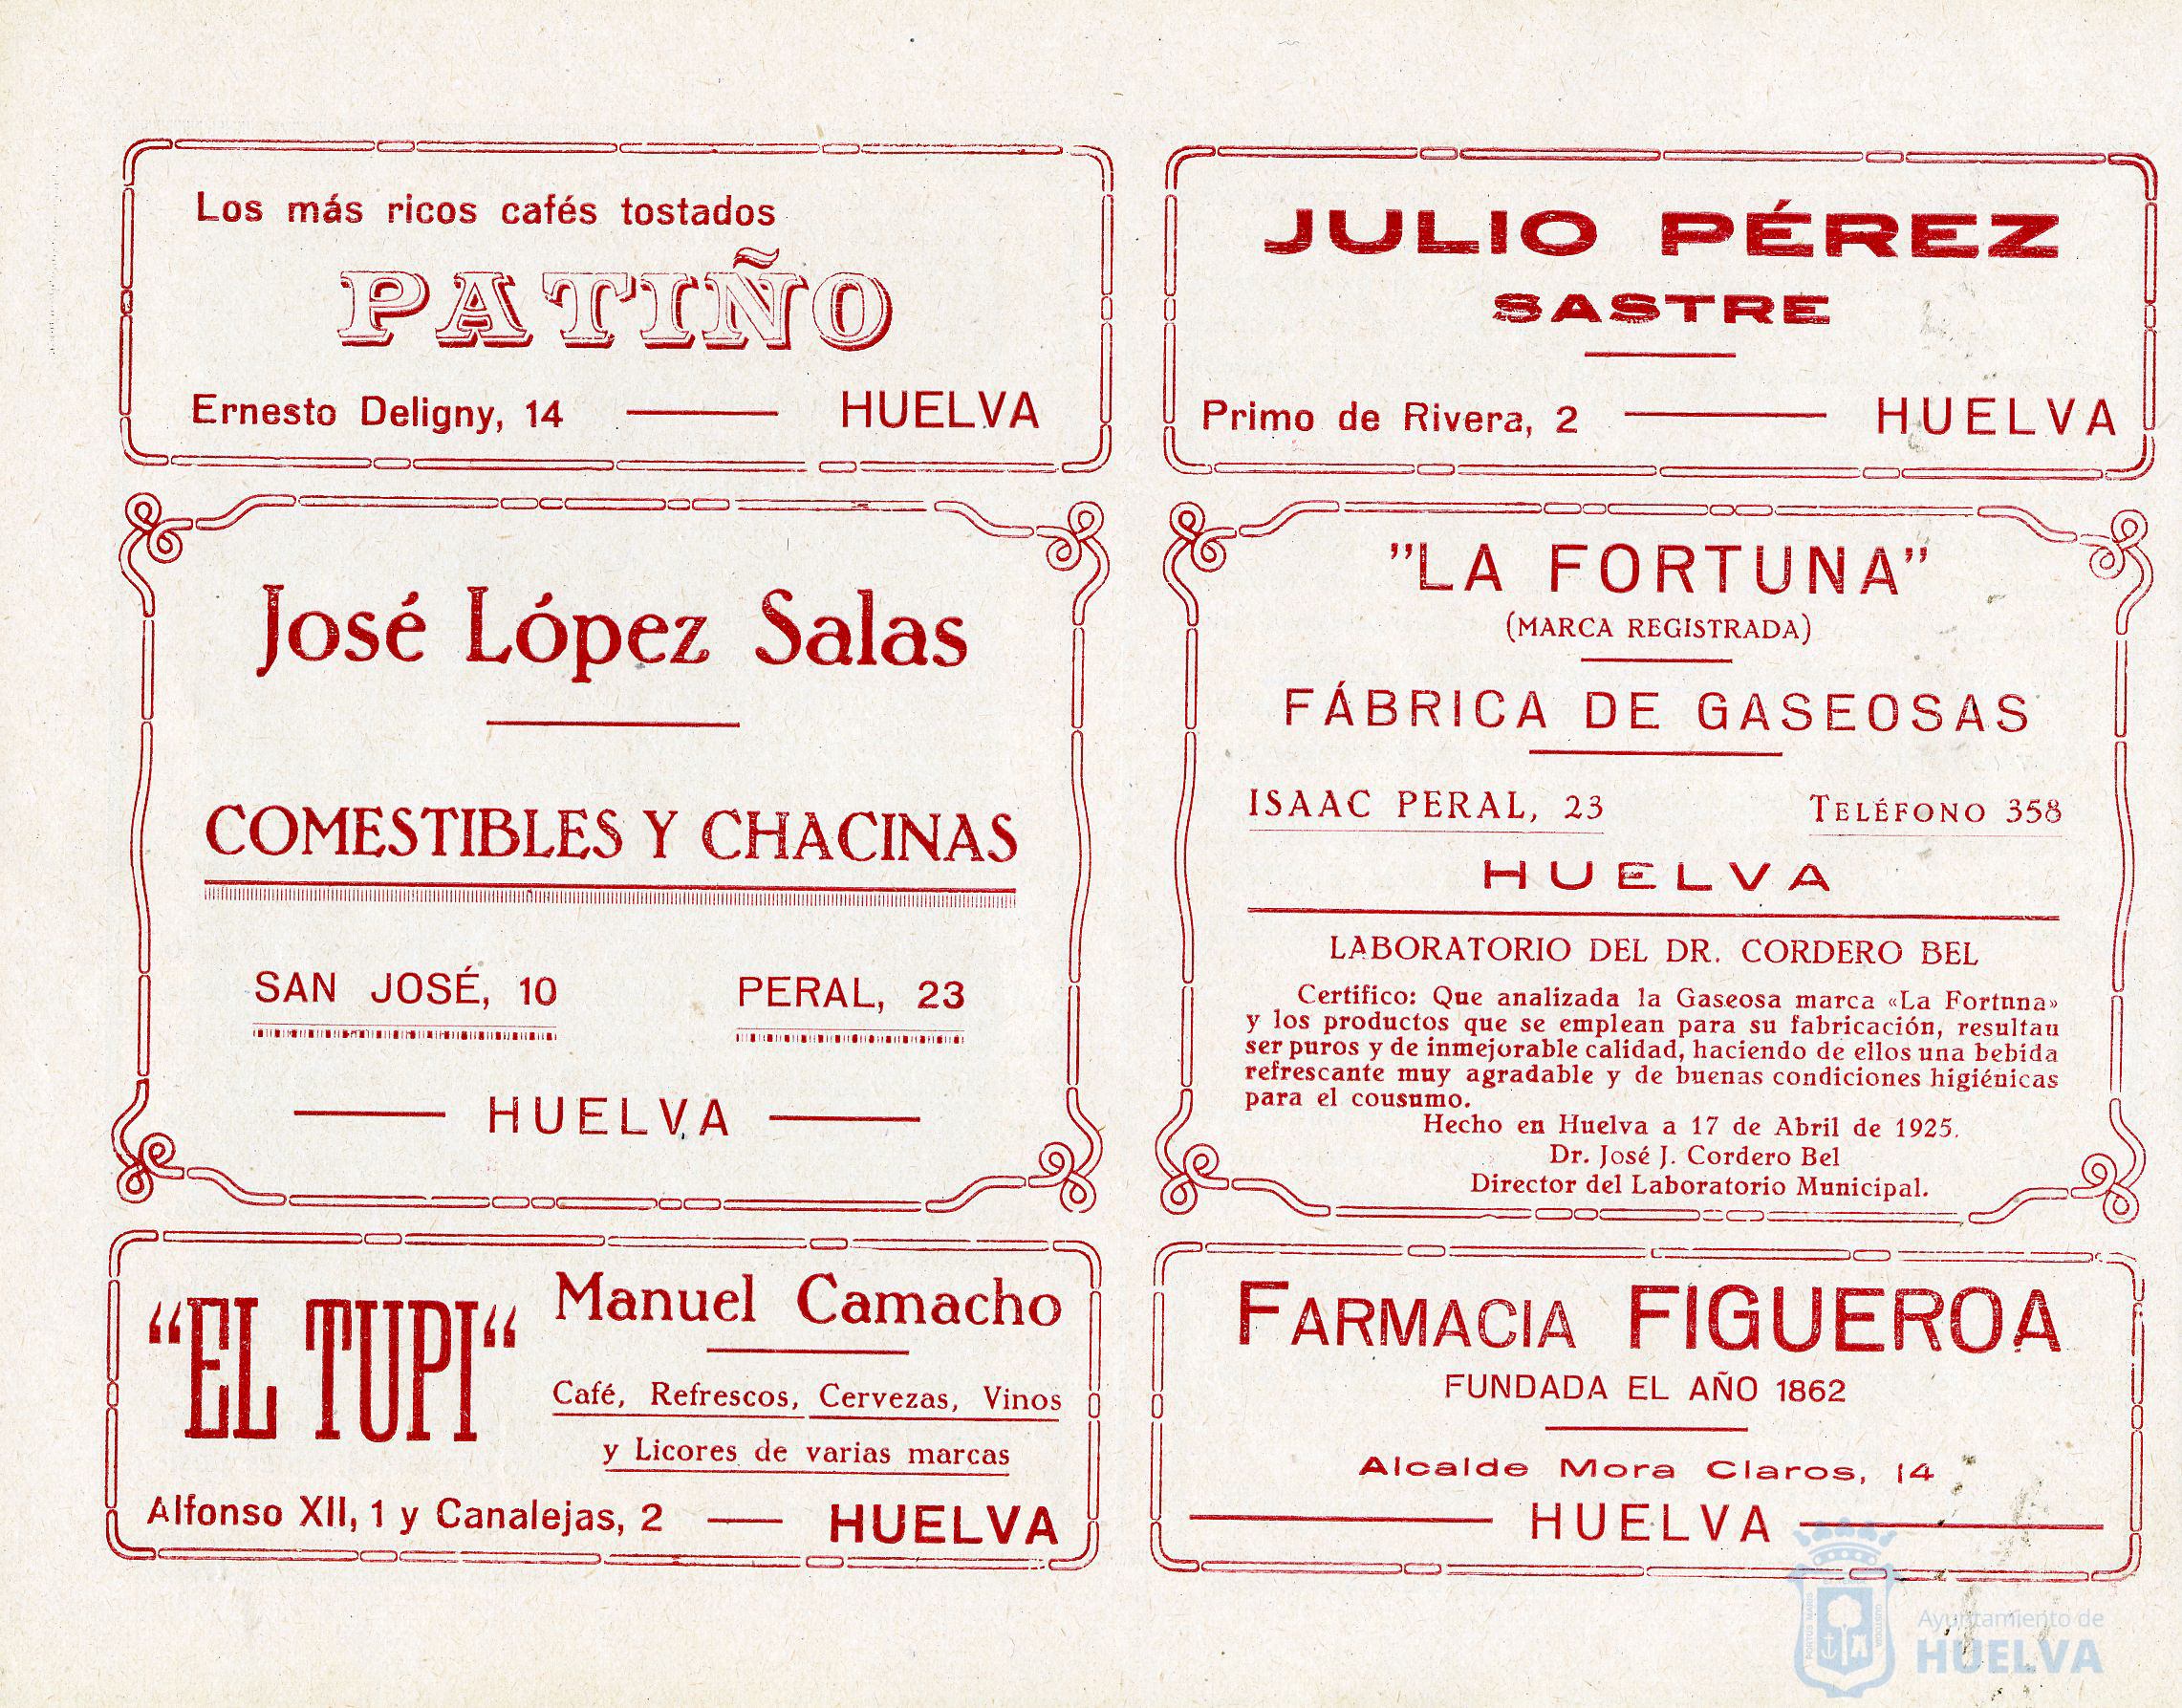 Los más ricos cafés tostados
PATIÑO
Ernesto Deligny, 14 — HUELVA
JULIO PÉREZ
SASTRE
Primo de Rivera, 2 — HUELVA
José López Salas
COMESTIBLES Y CHACINAS
SAN JOSÉ, 10 PERAL, 23
— HUELVA —
"LA FORTUNA"
(MARCA REGISTRADA)
FÁBRICA DE GASEOSAS
ISAAC PERAL, 23 TELÉFONO 358
HUELVA
LABORATORIO DEL DR. CORDERO BEL
Certifico: Que analizada la Gaseosa marca «La Fortnna»
y los productos que se emplean para su fabricación, resultau
ser puros y de inmejorable calidad, haciendo de ellos una bebida
refrescante muy agradable y de buenas condiciones higiénicas
para el cousumo.
Hecho en Huelva a 17 de Abril de 1925.
Dr. José J. Cordero Bel
Director del Laboratorio Municipal.
“EL TUPI“
Manuel Camacho
Café, Refrescos, Cervezas, Vinos
y Licores de varias marcas
Alfonso XII, 1 y Canalejas, 2 — HUELVA
FARMACIA FIGUEROA
FUNDADA EL AÑO 1862
Alcalde Mora Claros, 14
— HUELVA —
Ayuntamiento de
HUELVA